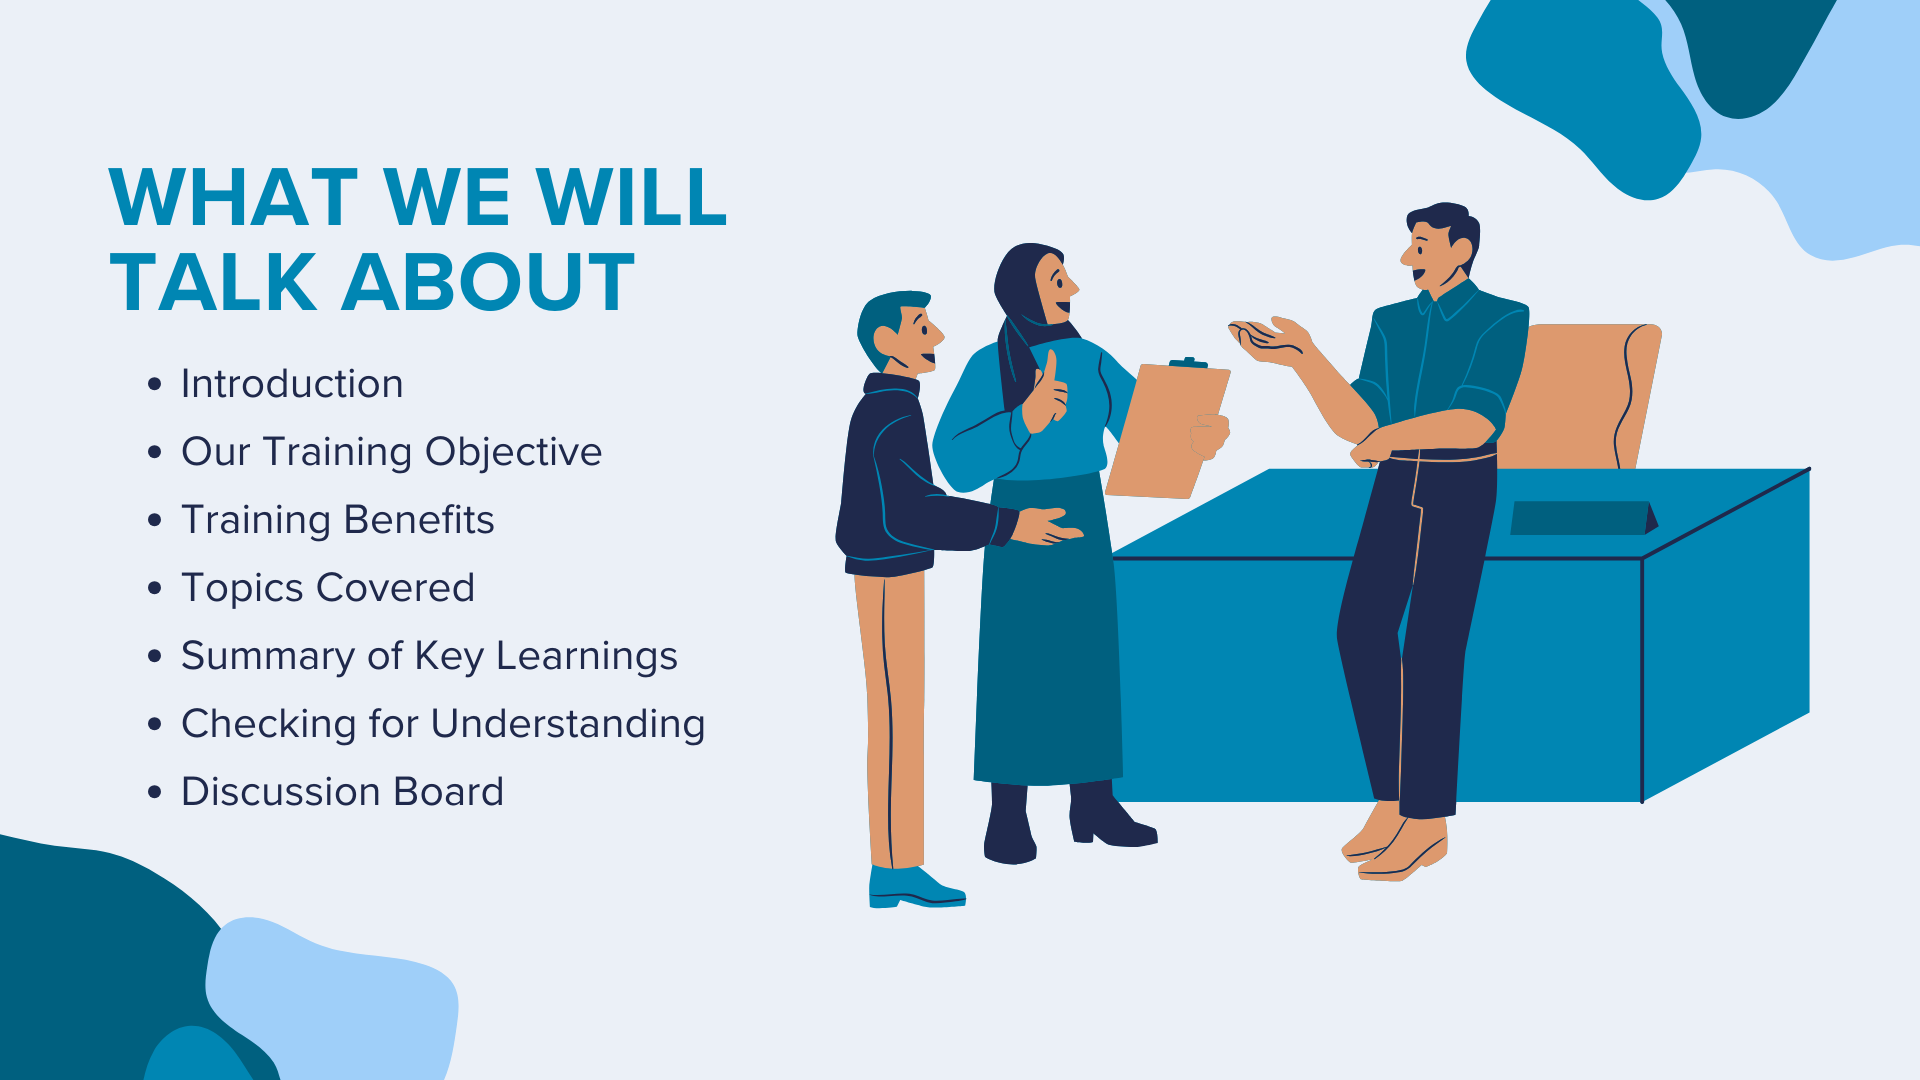 WHAT WE WILL
TALK ABOUT
• Introduction
• Our Training Objective
• Training Benefits
• Topics Covered
• Summary of Key Learnings
• Checking for Understanding
• Discussion Board